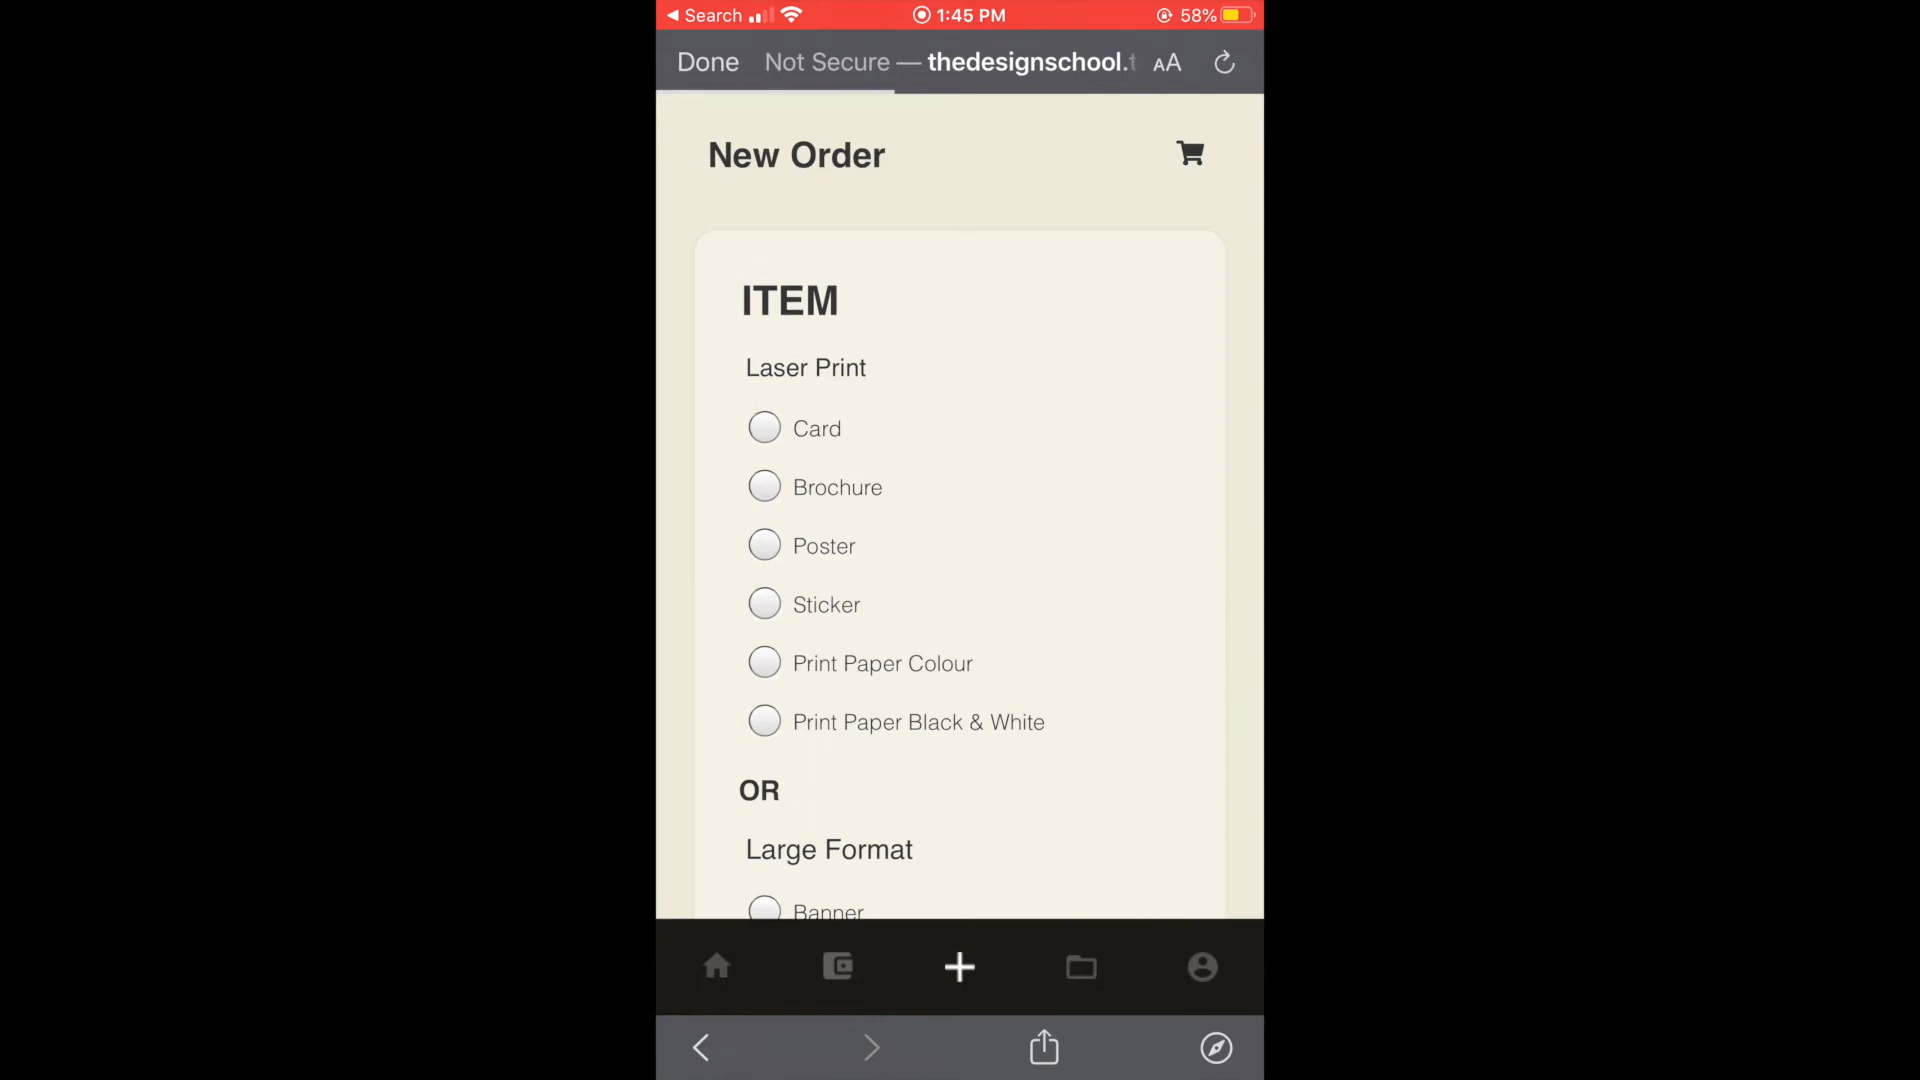 Search
1:45 PM
58%
Done
Not Secure — thedesignschool.
AA
New Order
ITEM
Laser Print
Card
Brochure
Poster
Sticker
Print Paper Colour
Print Paper Black & White
OR
Large Format
Banner